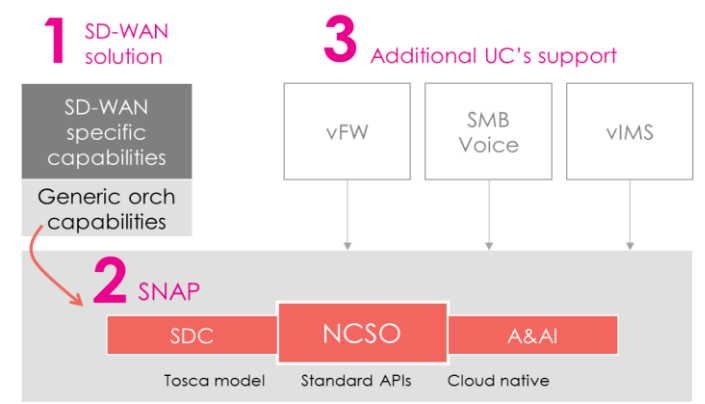 1 SD-WAN
solution
SD-WAN
specific
capabilities
Generic orch
capabilities
3 Additional UC's support
vFW
SMB
Voice
vIMS
2 SNAP
SDC
NCSO
A&AI
Tosca model
Standard APIs
Cloud native